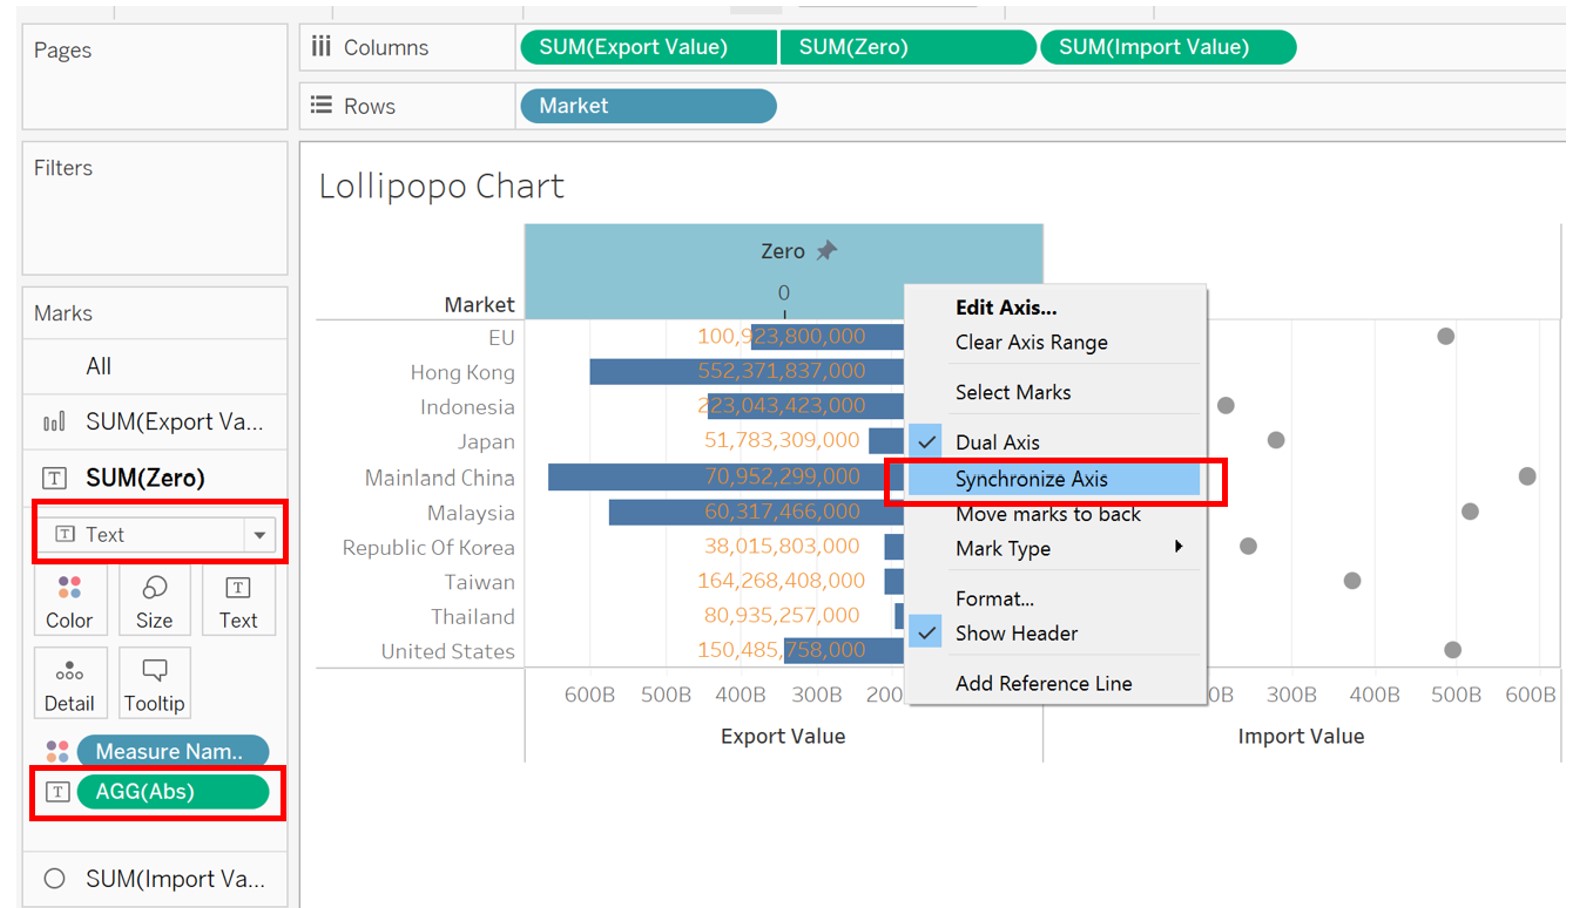 Pages
Columns
SUM(Export Value)
SUM(Zero)
SUM(Import Value)
Rows
Market
Filters
Marks
All
SUM(Export Va...
T
SUM(Zero)
T
Text
Color
Size
T
Text
Detail
Tooltip
Measure Nam..
T
AGG(Abs)
SUM(Import Va...
Lollipopo Chart
Zero
0
Market
EU
100,923,800,000
Hong Kong
552,371,837,000
Indonesia
223,043,423,000
Japan
51,783,309,000
Mainland China
70,952,299,000
Malaysia
60,317,466,000
Republic Of Korea
38,015,803,000
Taiwan
164,268,408,000
Thailand
80,935,257,000
United States
150,485,758,000
600B 500B 400B 300B 200
0B 300B 400B 500B 600B
Export Value
Import Value
Edit Axis...
Clear Axis Range
Select Marks
Dual Axis
Synchronize Axis
Move marks to back
Mark Type
Format...
Show Header
Add Reference Line